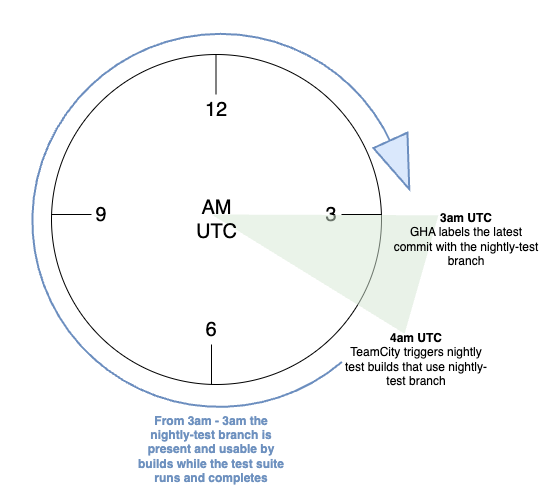 12
9
AM
UTC
3
3am UTC
GHA labels the latest
commit with the nightly-test
branch
6
4am UTC
TeamCity triggers nightly
test builds that use nightly-
test branch
From 3am - 3am the
nightly-test branch is
present and usable by
builds while the test suite
runs and completes